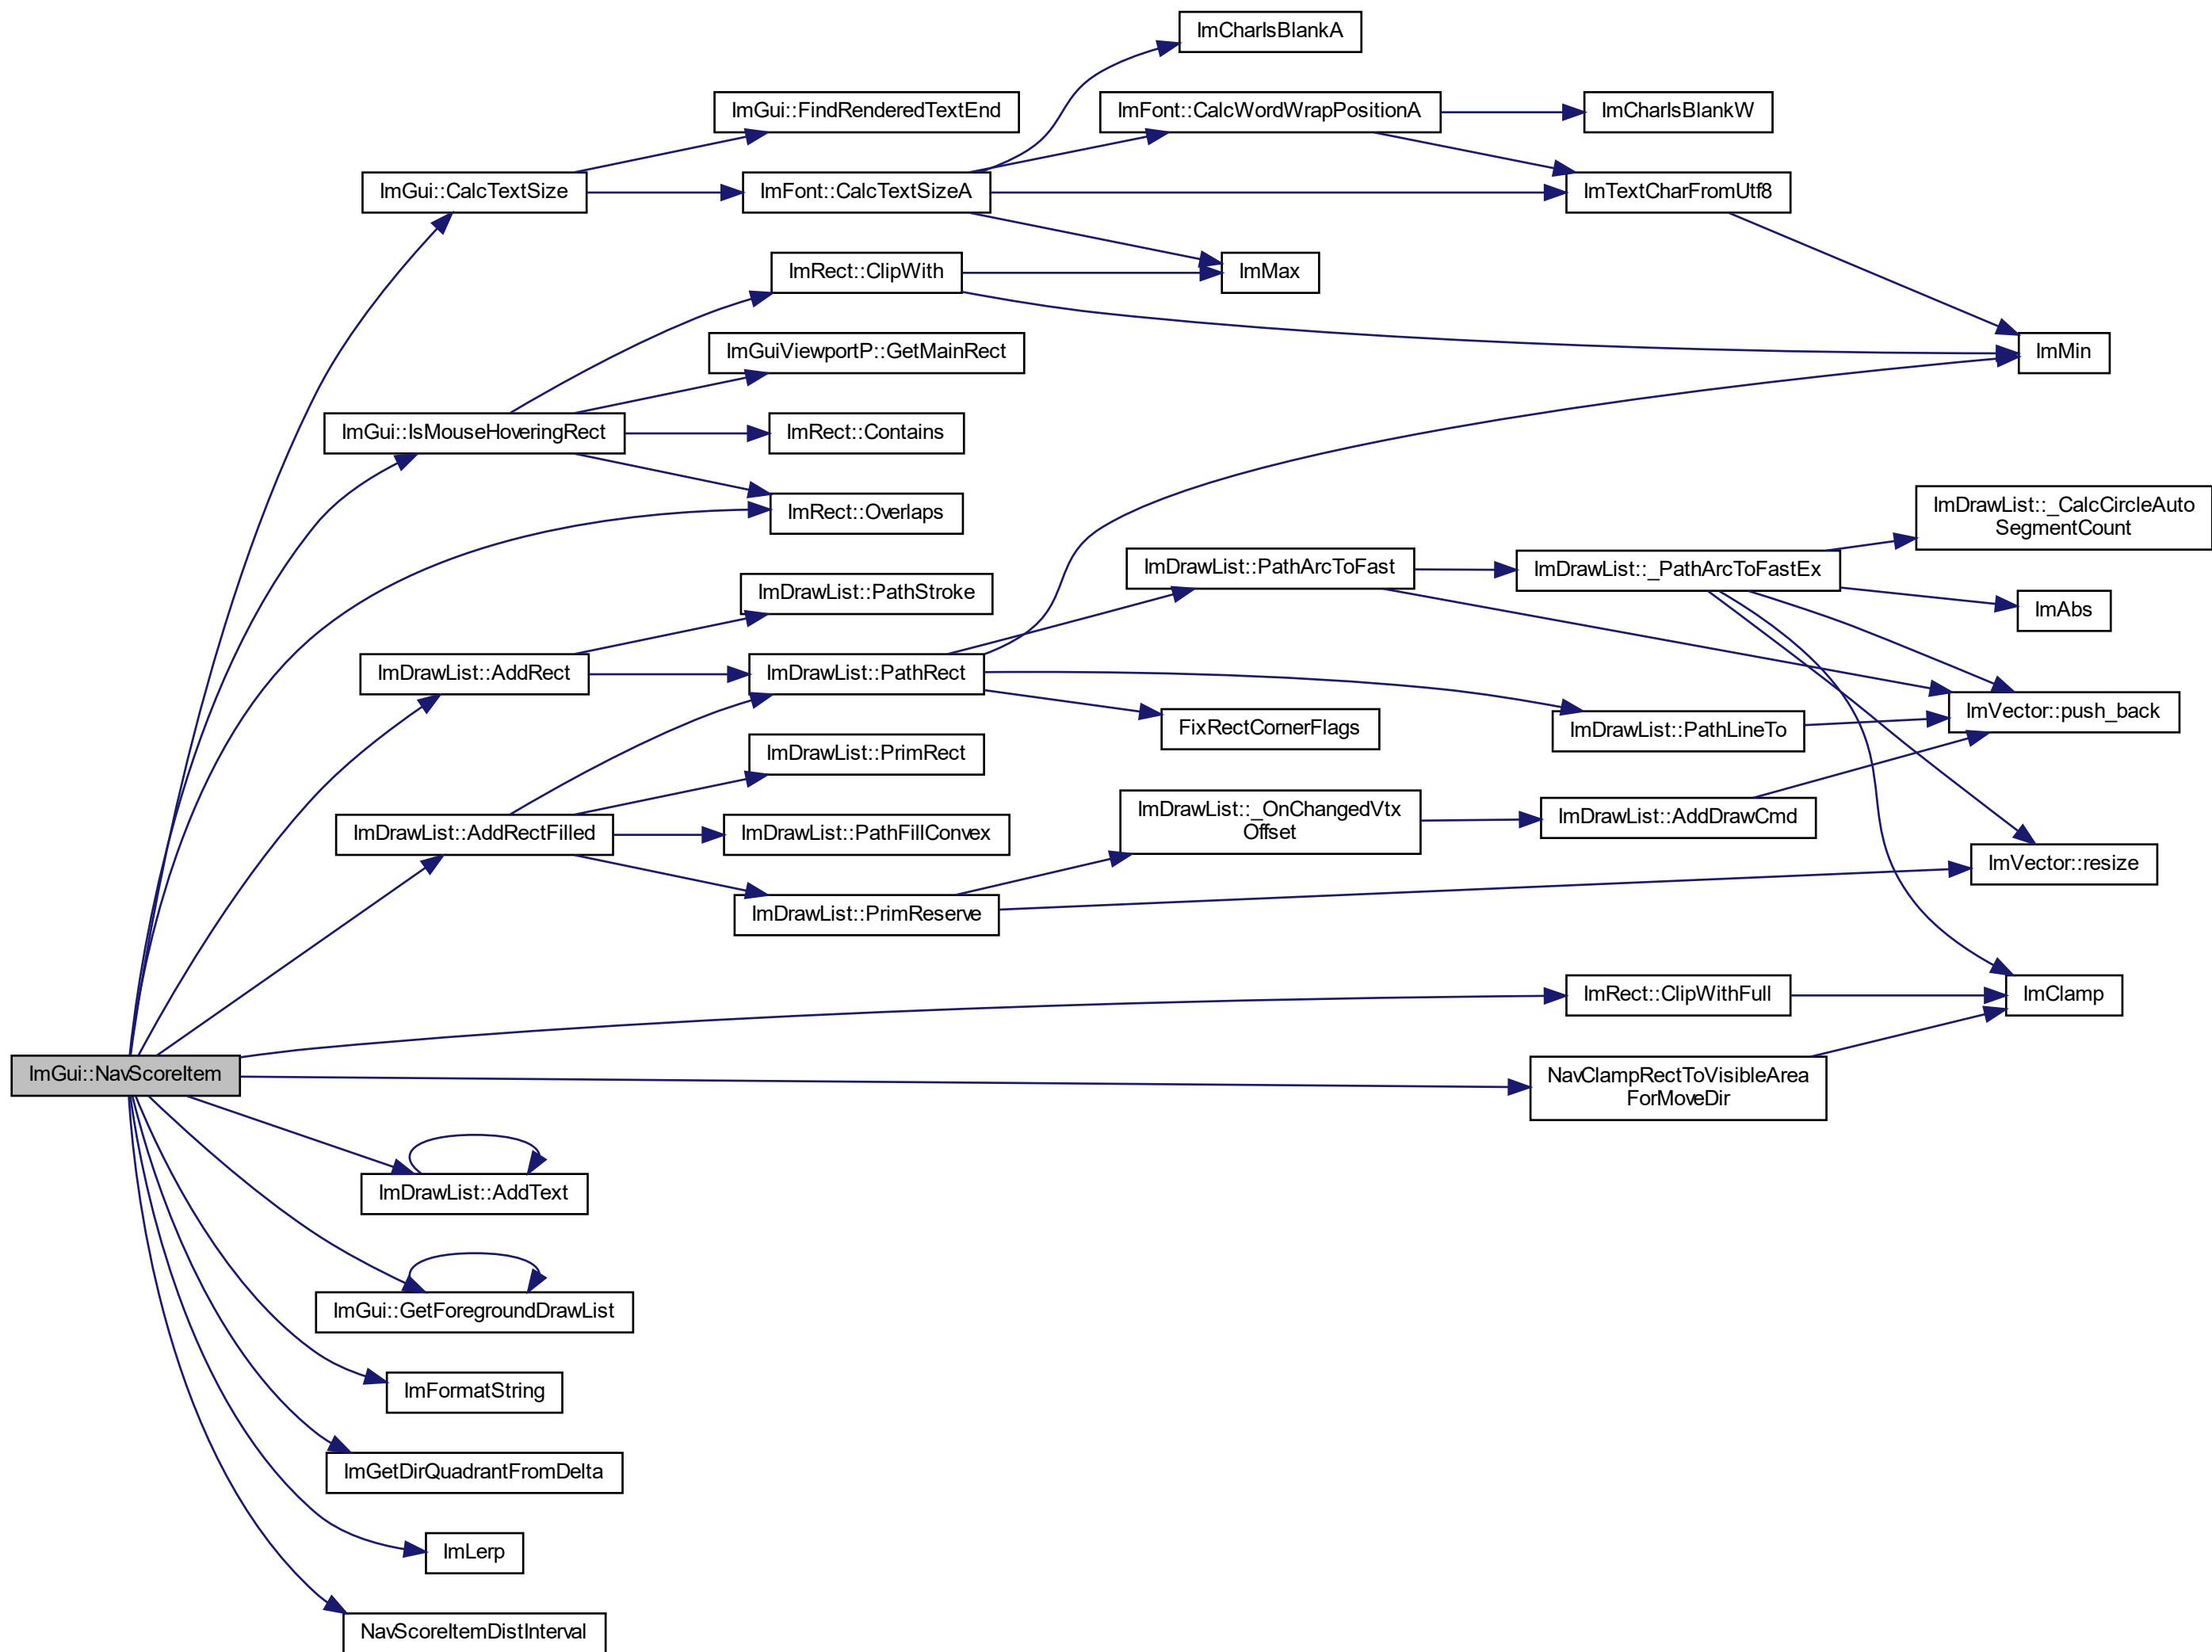 ImCharIsBlankA
ImGui::FindRenderedTextEnd
ImFont::CalcWordWrapPositionA
ImCharIsBlankW
ImGui::CalcTextSize
ImFont::CalcTextSizeA
ImTextCharFromUtf8
ImRect::ClipWith
ImMax
ImGuiViewportP::GetMainRect
ImMin
ImGui::IsMouseHoveringRect
ImRect::Contains
ImRect::Overlaps
ImDrawList::_CalcCircleAuto
SegmentCount
ImDrawList::PathArcToFast
ImDrawList::_PathArcToFastEx
ImDrawList::PathStroke
ImAbs
ImDrawList::AddRect
ImDrawList::PathRect
FixRectCornerFlags
ImDrawList::PathLineTo
ImVector::push_back
ImDrawList::PrimRect
ImDrawList::AddRectFilled
ImDrawList::PathFillConvex
ImDrawList::_OnChangedVtx
Offset
ImDrawList::AddDrawCmd
ImVector::resize
ImDrawList::PrimReserve
ImRect::ClipWithFull
ImClamp
ImGui::NavScoreItem
NavClampRectToVisibleArea
ForMoveDir
ImDrawList::AddText
ImGui::GetForegroundDrawList
ImFormatString
ImGetDirQuadrantFromDelta
ImLerp
NavScoreItemDistInterval